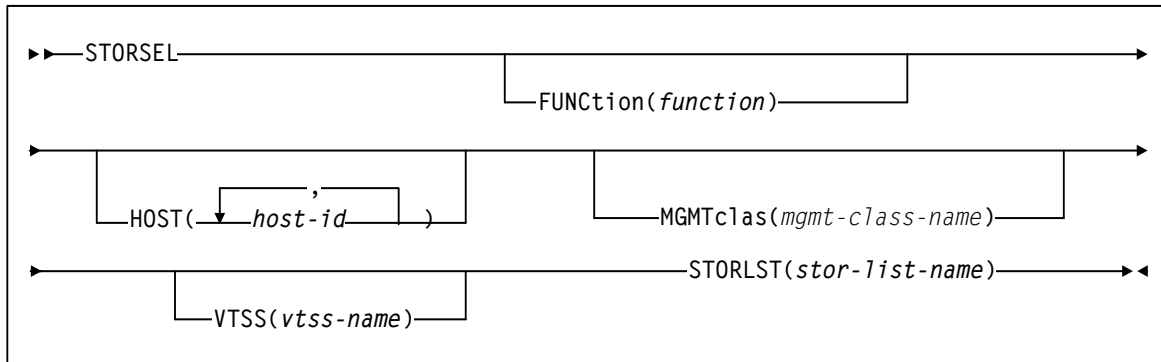 STORSEL
FUNCtion(function)
,
HOST( host-id )
MGMTclas(mgmt-class-name)
STORLST(stor-list-name)
VTSS(vtss-name)